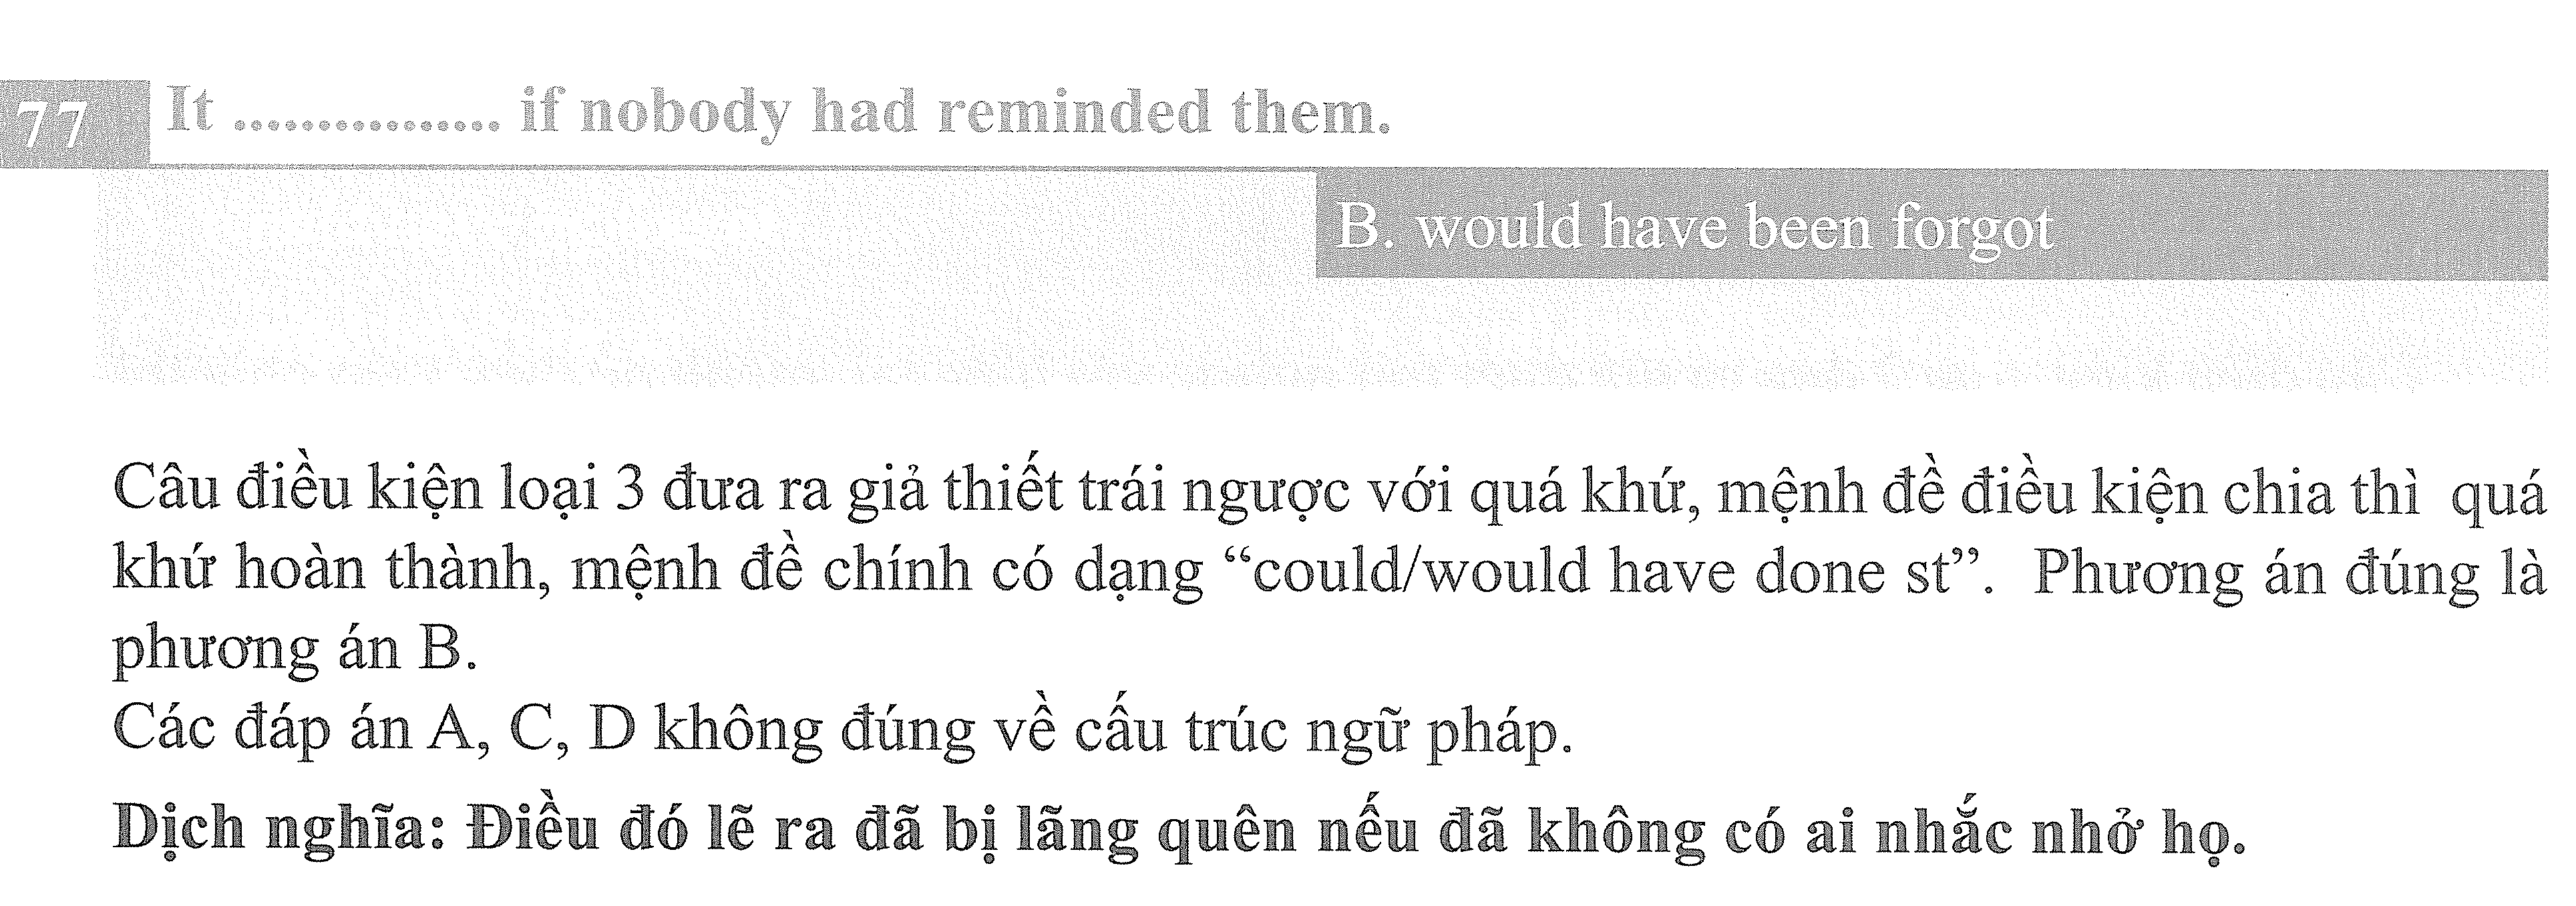 77 It ................ if nobody had reminded them.
B. would have been forgot
Câu điều kiện loại 3 đưa ra giả thiết trái ngược với quá khứ, mệnh đề điều kiện chia thì quá
khứ hoàn thành, mệnh đề chính có dạng “could/would have done st”. Phương án đúng là
phương án B.
Các đáp án A, C, D không đúng về cấu trúc ngữ pháp.
Dịch nghĩa: Điều đó lẽ ra đã bị lãng quên nếu đã không có ai nhắc nhở họ.